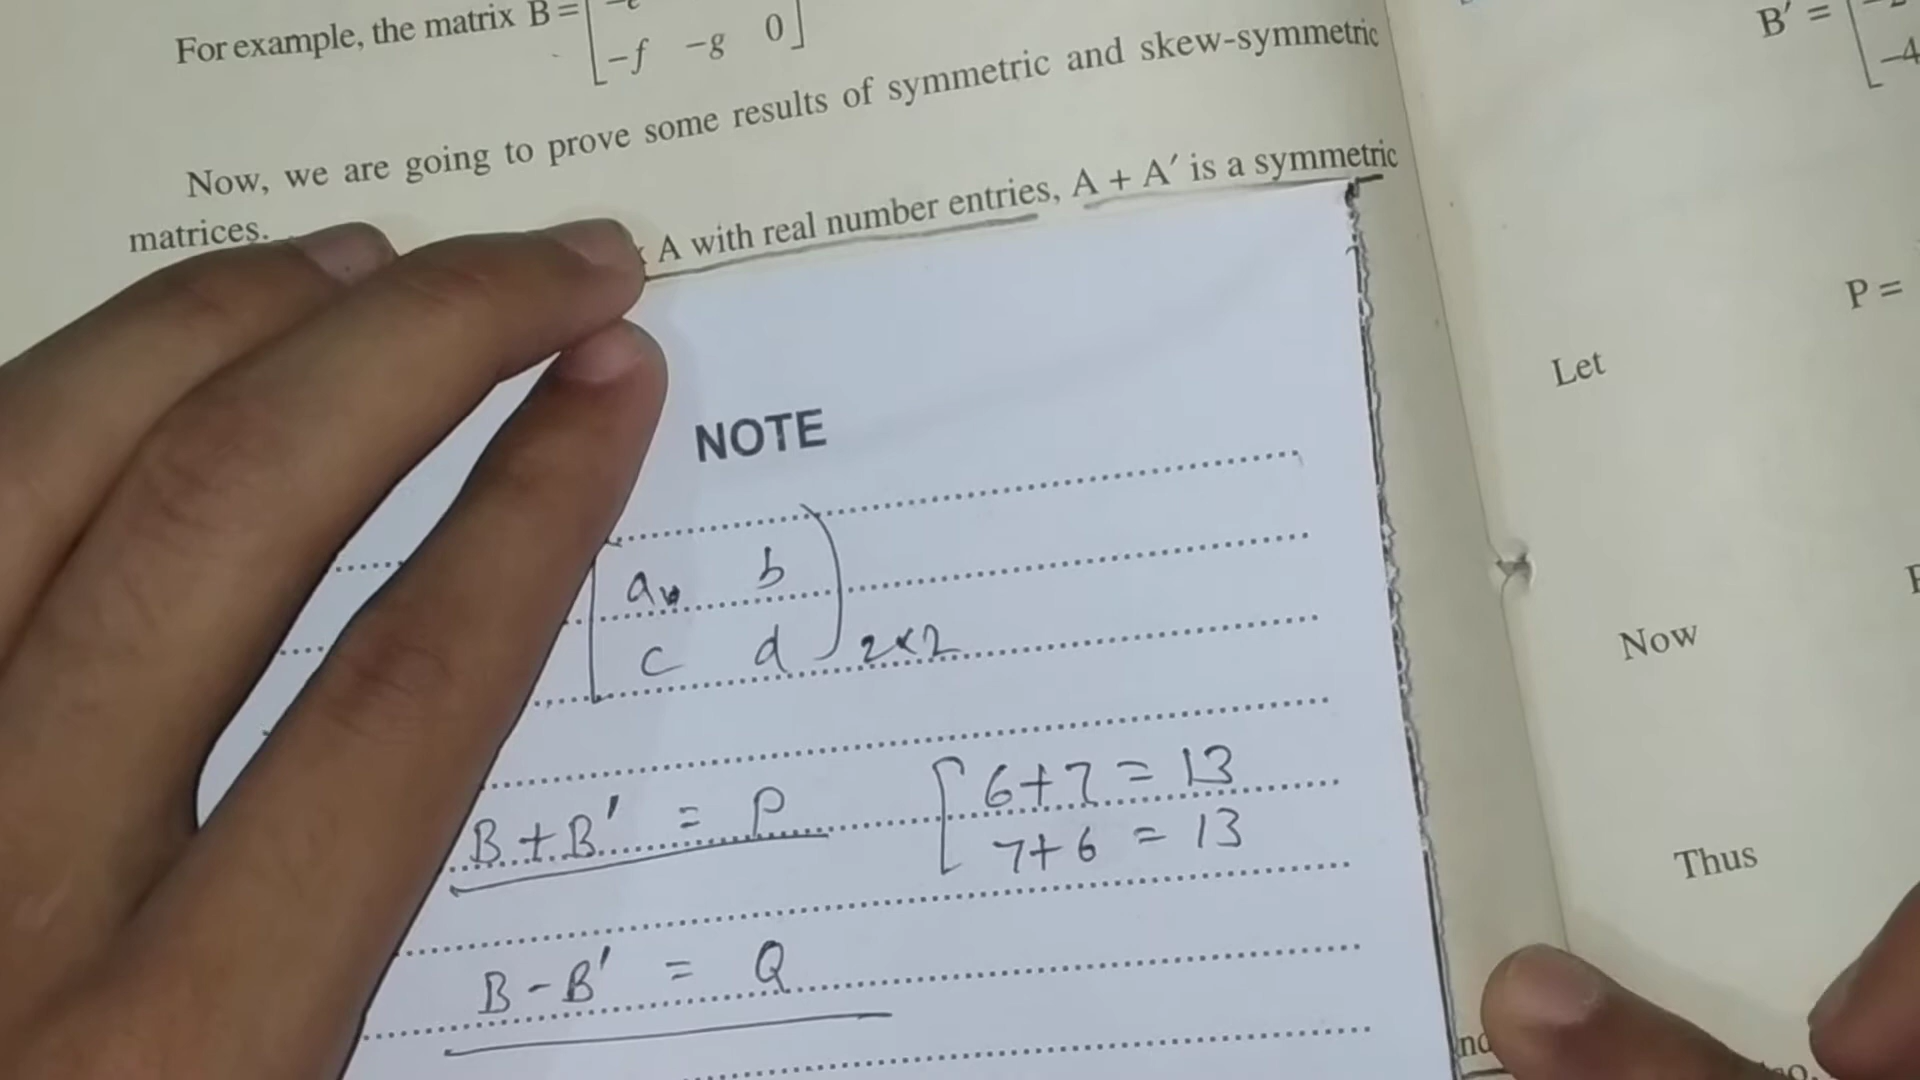 For example, the matrix B =
-f -g 0
Now, we are going to prove some results of symmetric and skew-symmetric
matrices.
A with real number entries, A + A′ is a symmetric
NOTE
a b
c d 2×2
B + B′ = P
6+7 = 13
7+6 = 13
B - B′ = Q
B′ =
-4
P =
Let
Now
Thus